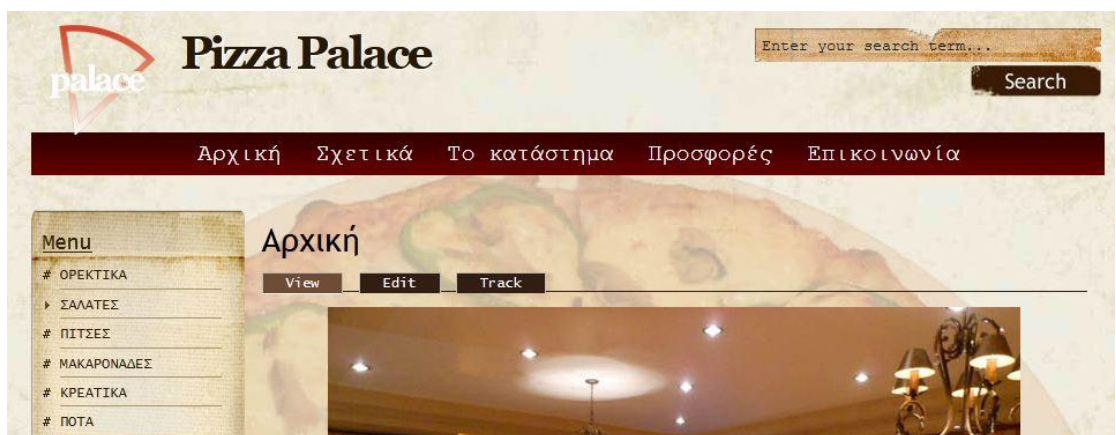 palace
Pizza Palace
Enter your search term...
Search
Αρχική Σχετικά Το κατάστημα Προσφορές Επικοινωνία
Menu
# ΟΡΕΚΤΙΚΑ
ΣΑΛΑΤΕΣ
# ΠΙΤΣΕΣ
# ΜΑΚΑΡΟΝΑΔΕΣ
# ΚΡΕΑΤΙΚΑ
# ΠΟΤΑ
Αρχική
View Edit Track